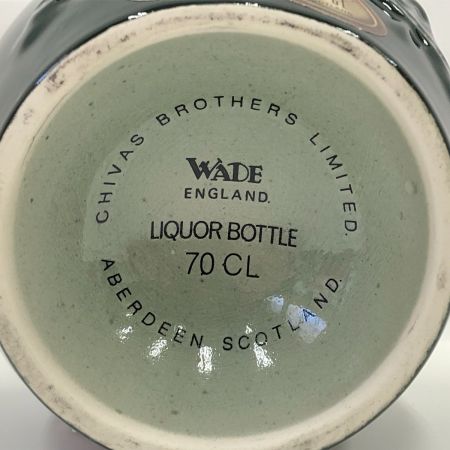 CHIVAS BROTHERS LIMITED.
WADE
ENGLAND.
LIQUOR BOTTLE
70 CL
ABERDEEN SCOTLAND.